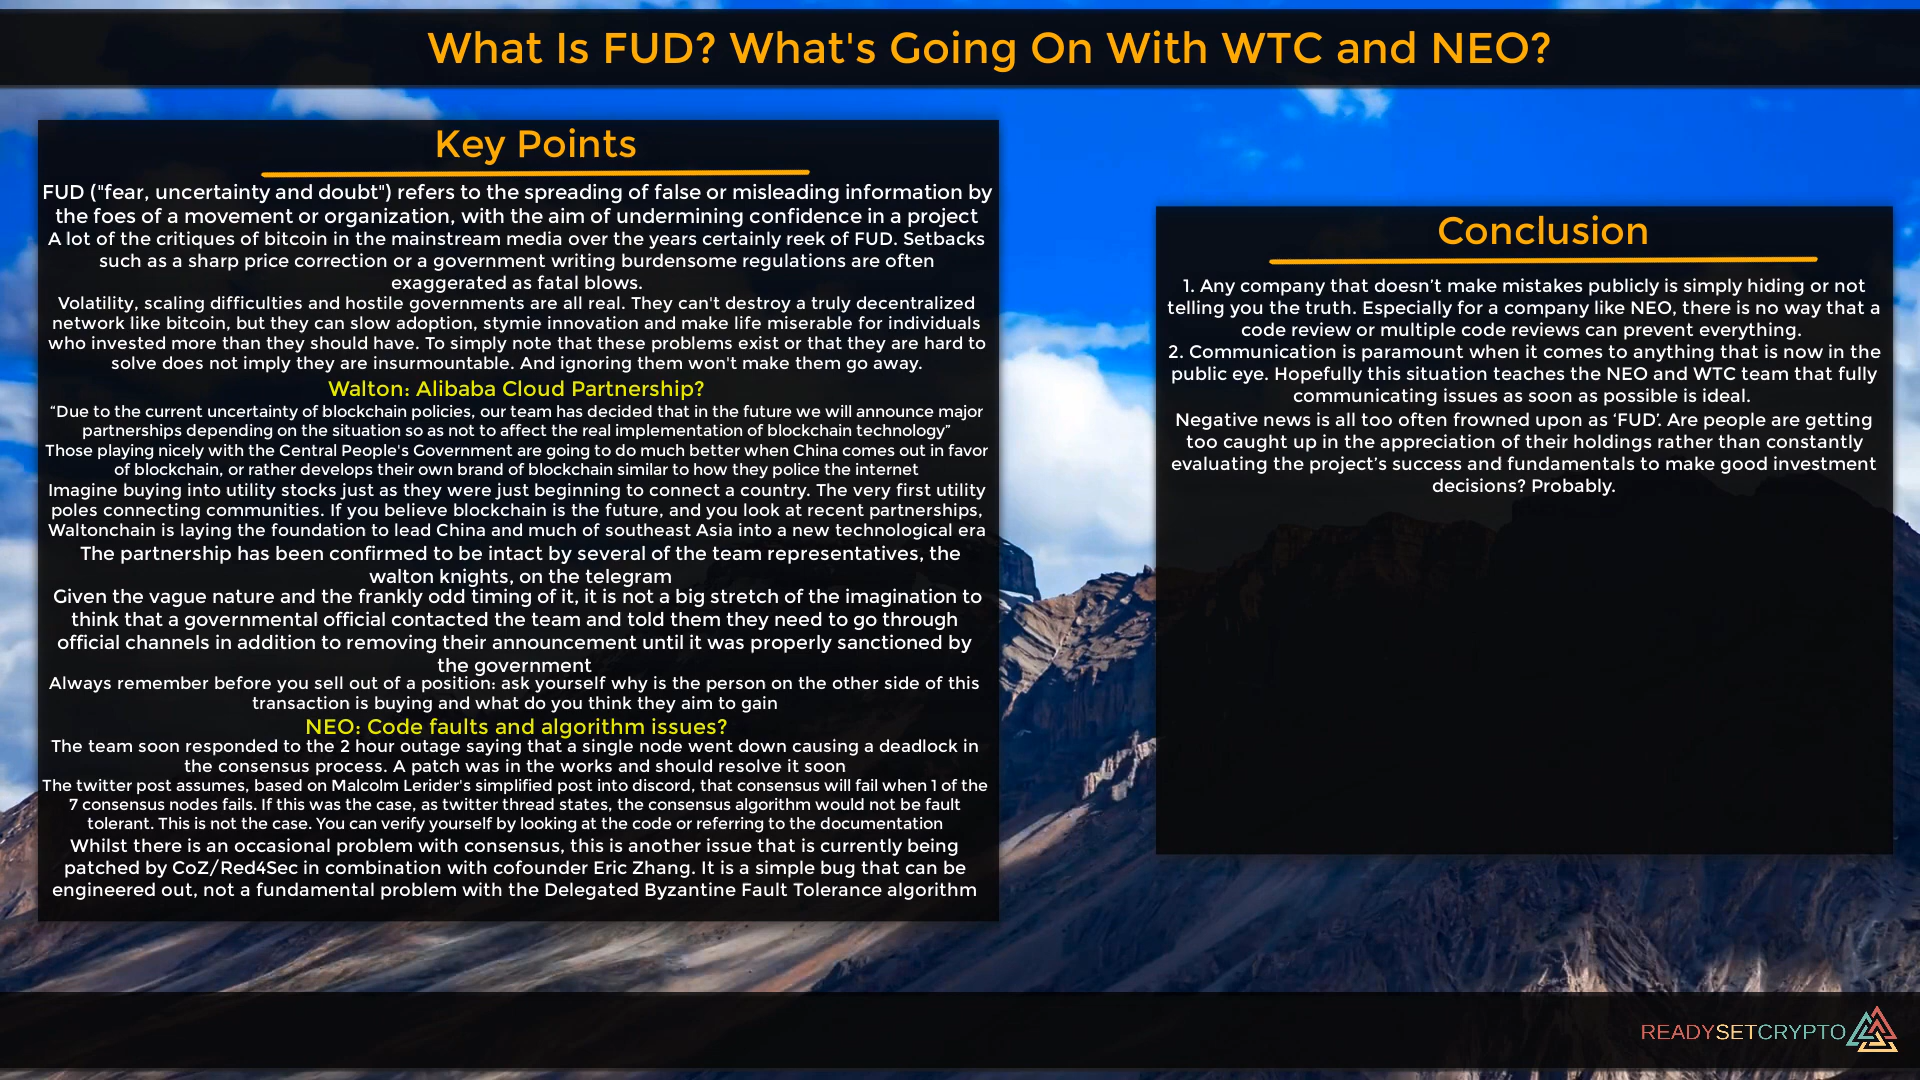 What Is FUD? What's Going On With WTC and NEO?
Key Points
FUD ("fear, uncertainty and doubt") refers to the spreading of false or misleading information by
the foes of a movement or organization, with the aim of undermining confidence in a project
A lot of the critiques of bitcoin in the mainstream media over the years certainly reek of FUD. Setbacks
such as a sharp price correction or a government writing burdensome regulations are often
exaggerated as fatal blows.
Volatility, scaling difficulties and hostile governments are all real. They can't destroy a truly decentralized
network like bitcoin, but they can slow adoption, stymie innovation and make life miserable for individuals
who invested more than they should have. To simply note that these problems exist or that they are hard to
solve does not imply they are insurmountable. And ignoring them won't make them go away.
Walton: Alibaba Cloud Partnership?
“Due to the current uncertainty of blockchain policies, our team has decided that in the future we will announce major
partnerships depending on the situation so as not to affect the real implementation of blockchain technology”
Those playing nicely with the Central People's Government are going to do much better when China comes out in favor
of blockchain, or rather develops their own brand of blockchain similar to how they police the internet
Imagine buying into utility stocks just as they were just beginning to connect a country. The very first utility
poles connecting communities. If you believe blockchain is the future, and you look at recent partnerships,
Waltonchain is laying the foundation to lead China and much of southeast Asia into a new technological era
The partnership has been confirmed to be intact by several of the team representatives, the
walton knights, on the telegram
Given the vague nature and the frankly odd timing of it, it is not a big stretch of the imagination to
think that a governmental official contacted the team and told them they need to go through
official channels in addition to removing their announcement until it was properly sanctioned by
the government
Always remember before you sell out of a position: ask yourself why is the person on the other side of this
transaction is buying and what do you think they aim to gain
NEO: Code faults and algorithm issues?
The team soon responded to the 2 hour outage saying that a single node went down causing a deadlock in
the consensus process. A patch was in the works and should resolve it soon
The twitter post assumes, based on Malcolm Lerider's simplified post into discord, that consensus will fail when 1 of the
7 consensus nodes fails. If this was the case, as twitter thread states, the consensus algorithm would not be fault
tolerant. This is not the case. You can verify yourself by looking at the code or referring to the documentation
Whilst there is an occasional problem with consensus, this is another issue that is currently being
patched by CoZ/Red4Sec in combination with cofounder Eric Zhang. It is a simple bug that can be
engineered out, not a fundamental problem with the Delegated Byzantine Fault Tolerance algorithm
Conclusion
1. Any company that doesn’t make mistakes publicly is simply hiding or not
telling you the truth. Especially for a company like NEO, there is no way that a
code review or multiple code reviews can prevent everything.
2. Communication is paramount when it comes to anything that is now in the
public eye. Hopefully this situation teaches the NEO and WTC team that fully
communicating issues as soon as possible is ideal.
Negative news is all too often frowned upon as ‘FUD’. Are people are getting
too caught up in the appreciation of their holdings rather than constantly
evaluating the project’s success and fundamentals to make good investment
decisions? Probably.
READYSETCRYPTO